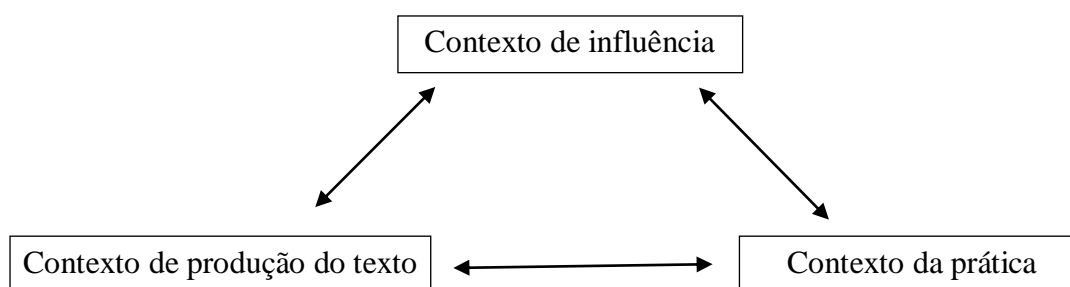 Contexto de influência
Contexto de produção do texto
Contexto da prática